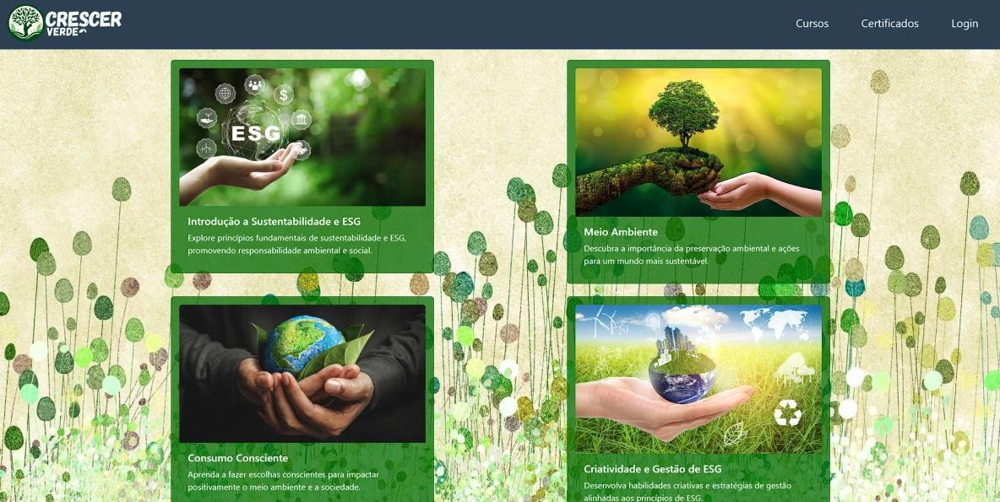 CRESCER
VERDE
Cursos
Certificados
Login
$
ESG
Introdução a Sustentabilidade e ESG
Explore princípios fundamentais de sustentabilidade e ESG,
promovendo responsabilidade ambiental e social.
Meio Ambiente
Descubra a importância da preservação ambiental e ações
para um mundo mais sustentável.
Consumo Consciente
Aprenda a fazer escolhas conscientes para impactar
positivamente o meio ambiente e a sociedade.
Criatividade e Gestão de ESG
Desenvolva habilidades criativas e estratégias de gestão
alinhadas aos princípios de ESG.